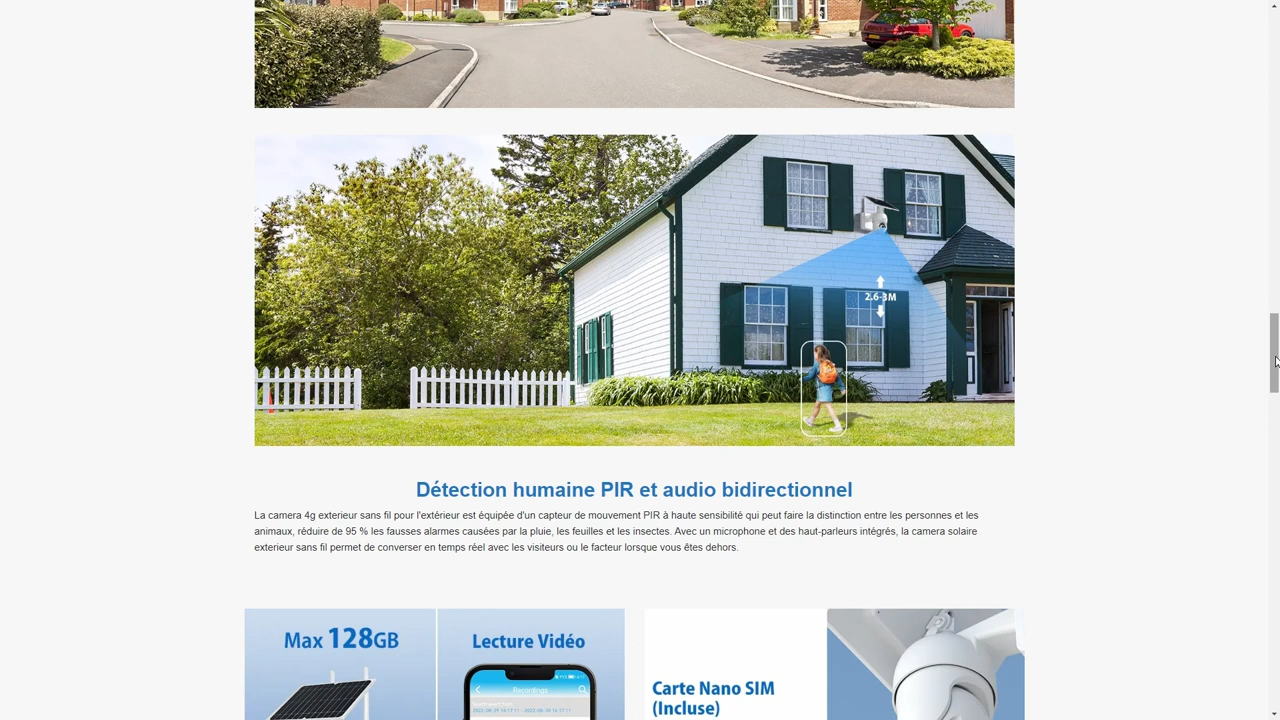 2.6-3M
Détection humaine PIR et audio bidirectionnel
La camera 4g exterieur sans fil pour l'extérieur est équipée d'un capteur de mouvement PIR à haute sensibilité qui peut faire la distinction entre les personnes et les
animaux, réduire de 95 % les fausses alarmes causées par la pluie, les feuilles et les insectes. Avec un microphone et des haut-parleurs intégrés, la camera solaire
exterieur sans fil permet de converser en temps réel avec les visiteurs ou le facteur lorsque vous êtes dehors.
Max 128GB
Lecture Vidéo
Recordings
Carte Nano SIM
(Incluse)